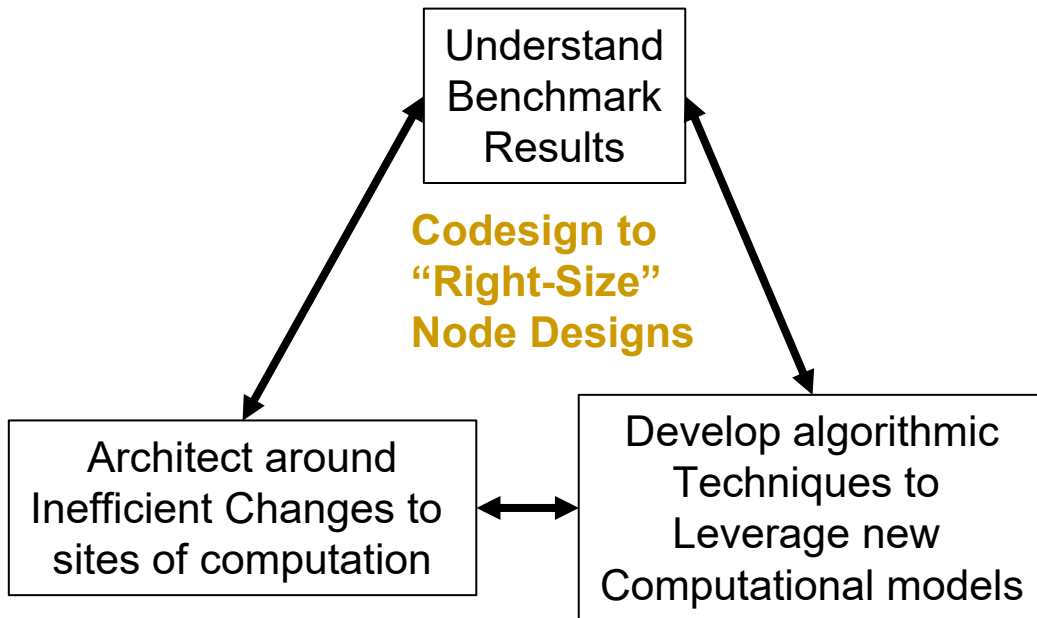 Understand
Benchmark
Results
Codesign to
“Right-Size”
Node Designs
Architect around
Inefficient Changes to
sites of computation
Develop algorithmic
Techniques to
Leverage new
Computational models